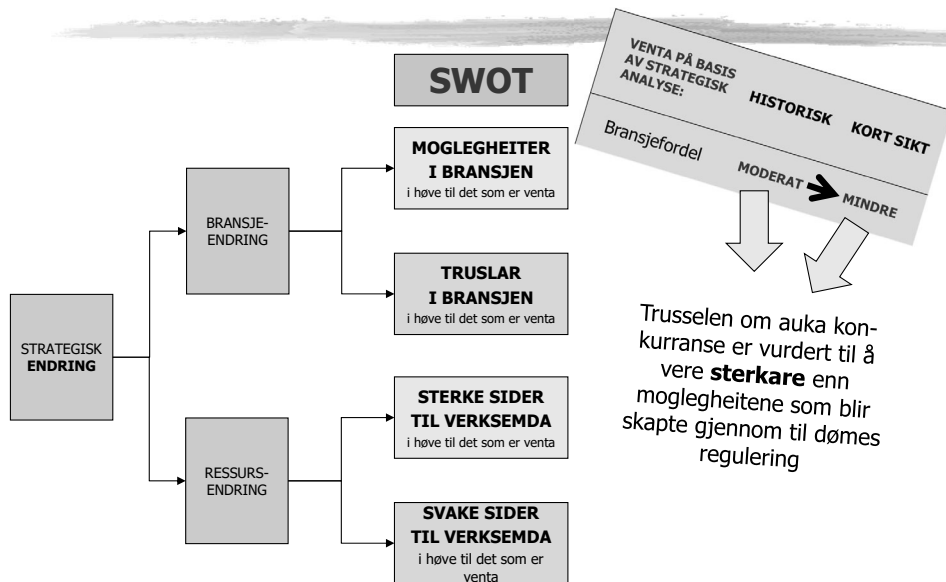 SWOT
VENTA PÅ BASIS
AV STRATEGISK
ANALYSE:
HISTORISK
KORT SIKT
Bransjefordel
MODERAT
MINDRE
MOGLEGHEITER
I BRANSJEN
i høve til det som er venta
BRANSJE-
ENDRING
TRUSLAR
I BRANSJEN
i høve til det som er venta
Trusselen om auka kon-
kurranse er vurdert til å
vere sterkare enn
moglegheitene som blir
skapte gjennom til dømes
regulering
STRATEGISK
ENDRING
STERKE SIDER
TIL VERKSEMDA
i høve til det som er venta
RESSURS-
ENDRING
SVAKE SIDER
TIL VERKSEMDA
i høve til det som er
venta